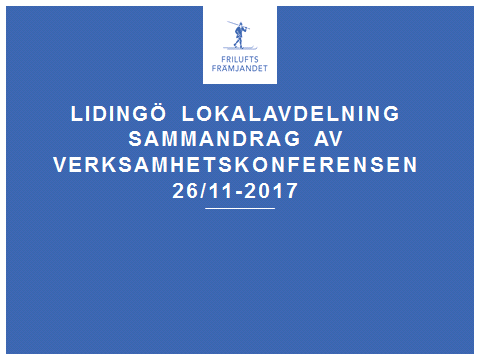 FRILUFTS
FRÄMJANDET
LIDINGÖ LOKALAVDELNING
SAMMANDRAG AV
VERKSAMHETSKONFERENSEN
26/11-2017